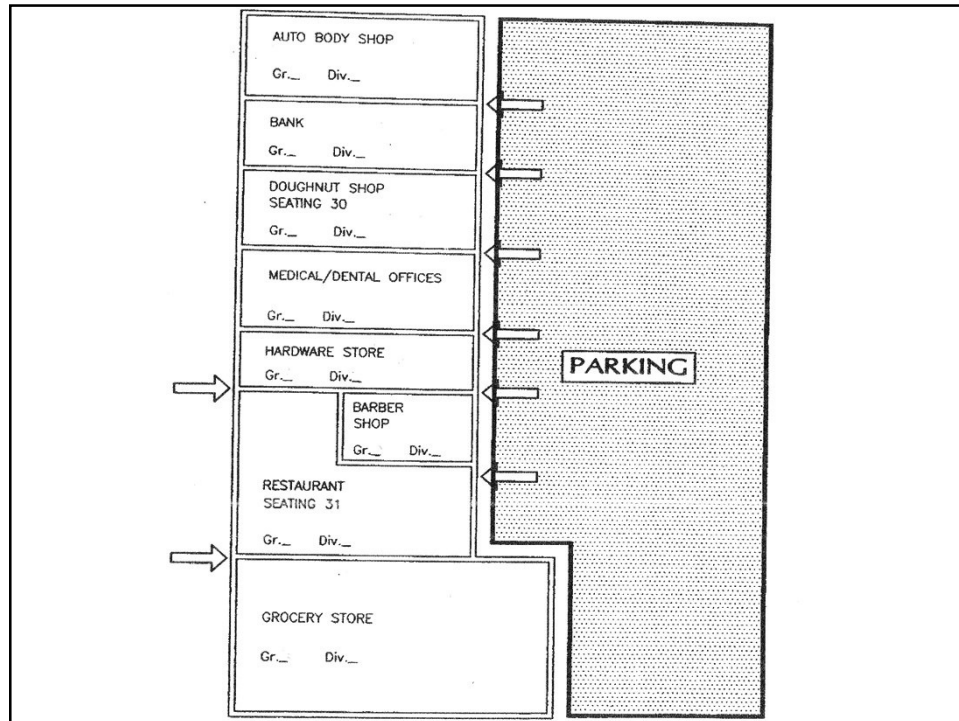 AUTO BODY SHOP
Gr._ Div._
BANK
Gr._ Div._
DOUGHNUT SHOP
SEATING 30
Gr._ Div._
MEDICAL/DENTAL OFFICES
Gr._ Div._
HARDWARE STORE
Gr._ Div._
BARBER
SHOP
Gr._ Div._
RESTAURANT
SEATING 31
Gr._ Div._
GROCERY STORE
Gr._ Div._
PARKING